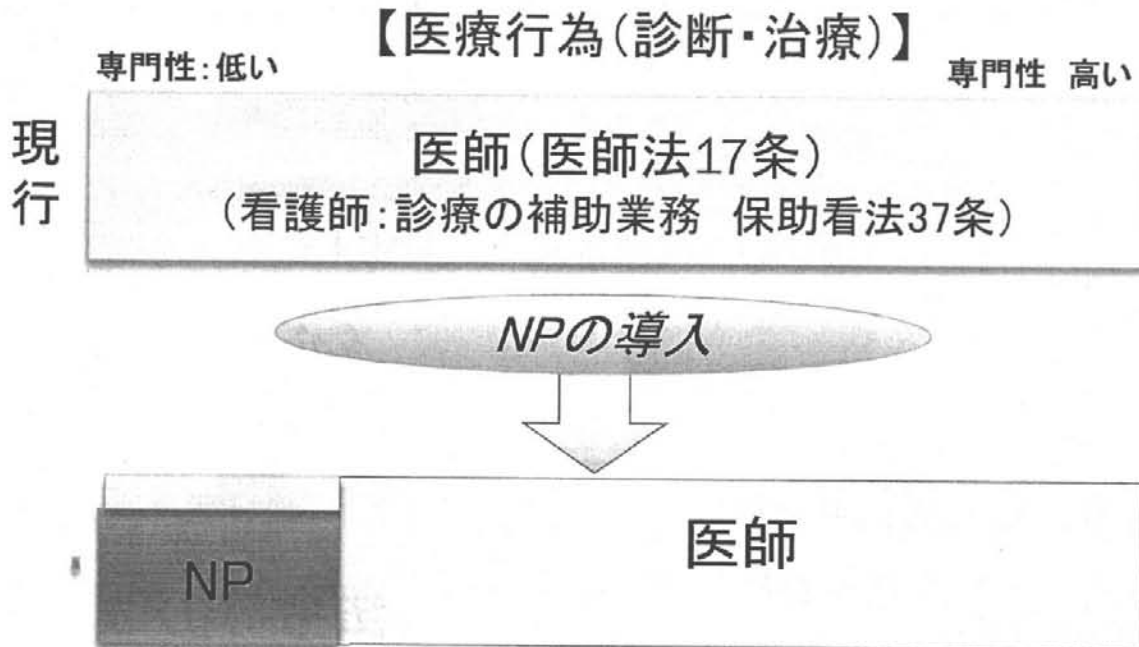 【医療行為(診断・治療)】
専門性:低い
専門性 高い
現行
医師(医師法17条)
(看護師:診療の補助業務 保助看法37条)
NPの導入
NP
医師